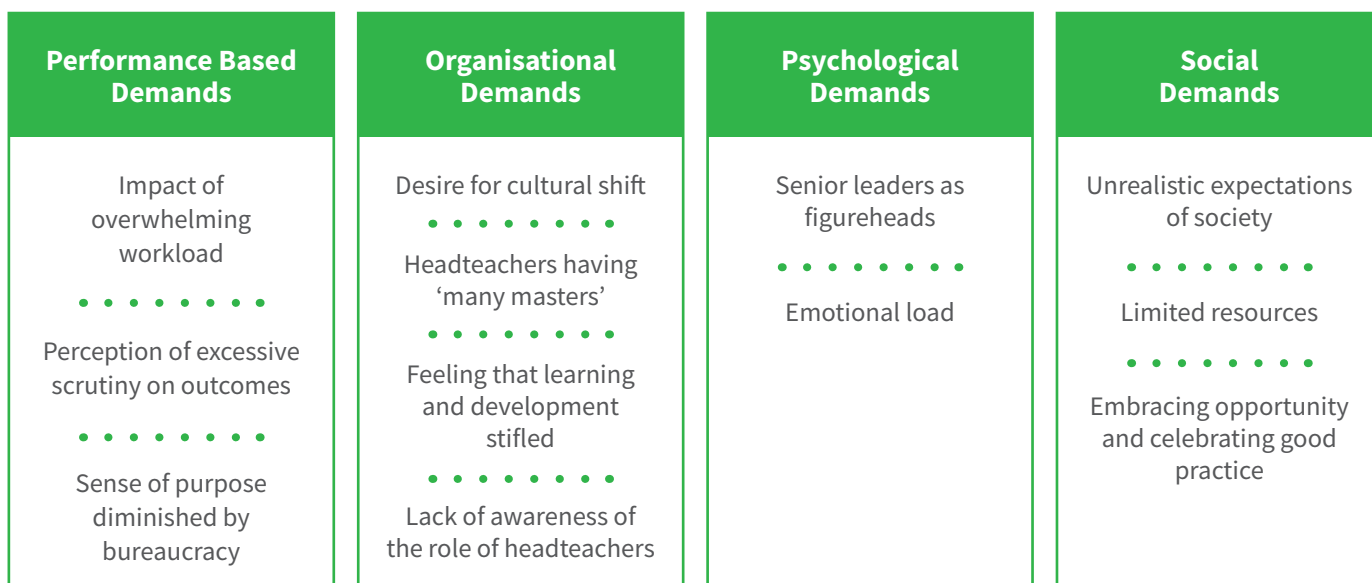 Performance Based
Demands
Impact of
overwhelming
workload
Perception of excessive
scrutiny on outcomes
Sense of purpose
diminished by
bureaucracy
Organisational
Demands
Desire for cultural shift
Headteachers having
‘many masters’
Feeling that learning
and development
stifled
Lack of awareness of
the role of headteachers
Psychological
Demands
Senior leaders as
figureheads
Emotional load
Social
Demands
Unrealistic expectations
of society
Limited resources
Embracing opportunity
and celebrating good
practice